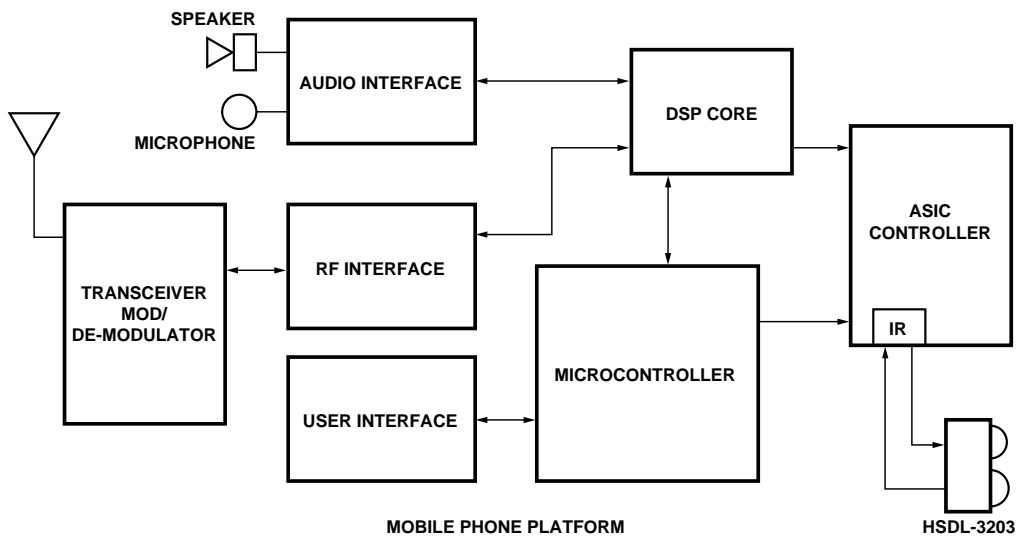 SPEAKER
AUDIO INTERFACE
MICROPHONE
DSP CORE
ASIC
CONTROLLER
RF INTERFACE
TRANSCEIVER
MOD/
DE-MODULATOR
IR
MICROCONTROLLER
USER INTERFACE
MOBILE PHONE PLATFORM
HSDL-3203